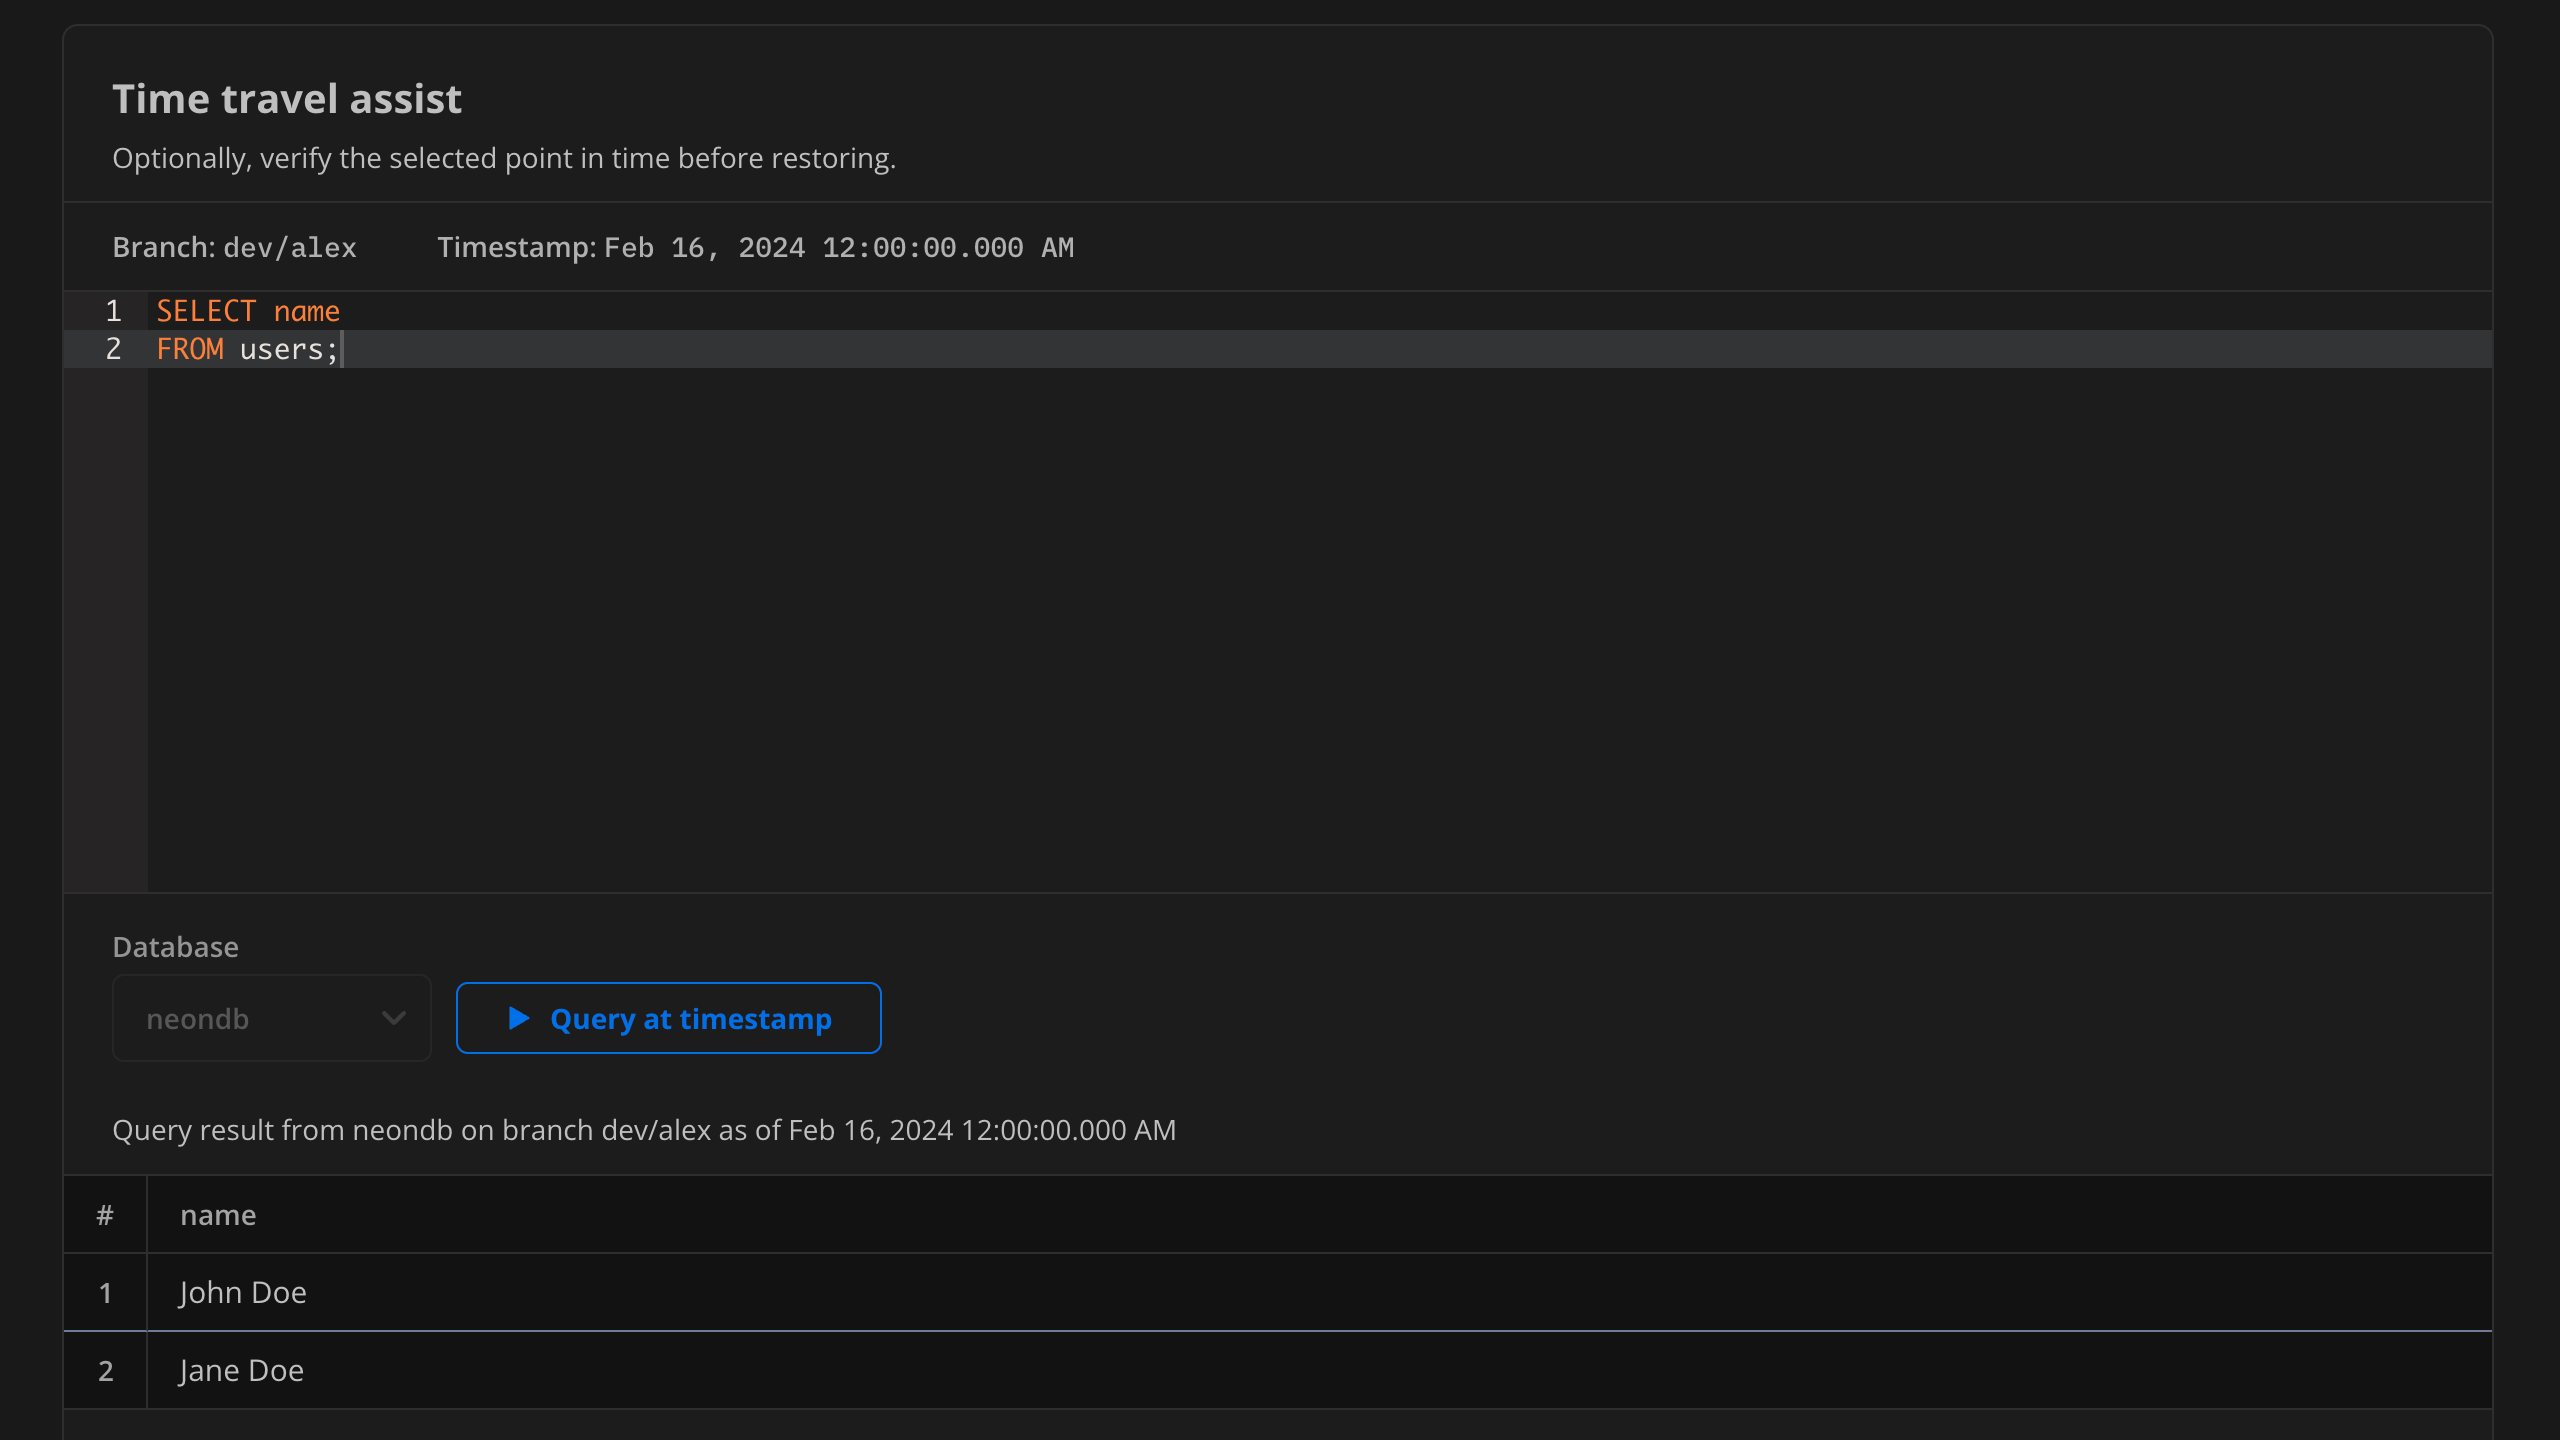 Time travel assist
Optionally, verify the selected point in time before restoring.
Branch: dev/alex Timestamp: Feb 16, 2024 12:00:00.000 AM
1 SELECT name
2 FROM users;
Database
neondb Query at timestamp
Query result from neondb on branch dev/alex as of Feb 16, 2024 12:00:00.000 AM
# name
1 John Doe
2 Jane Doe